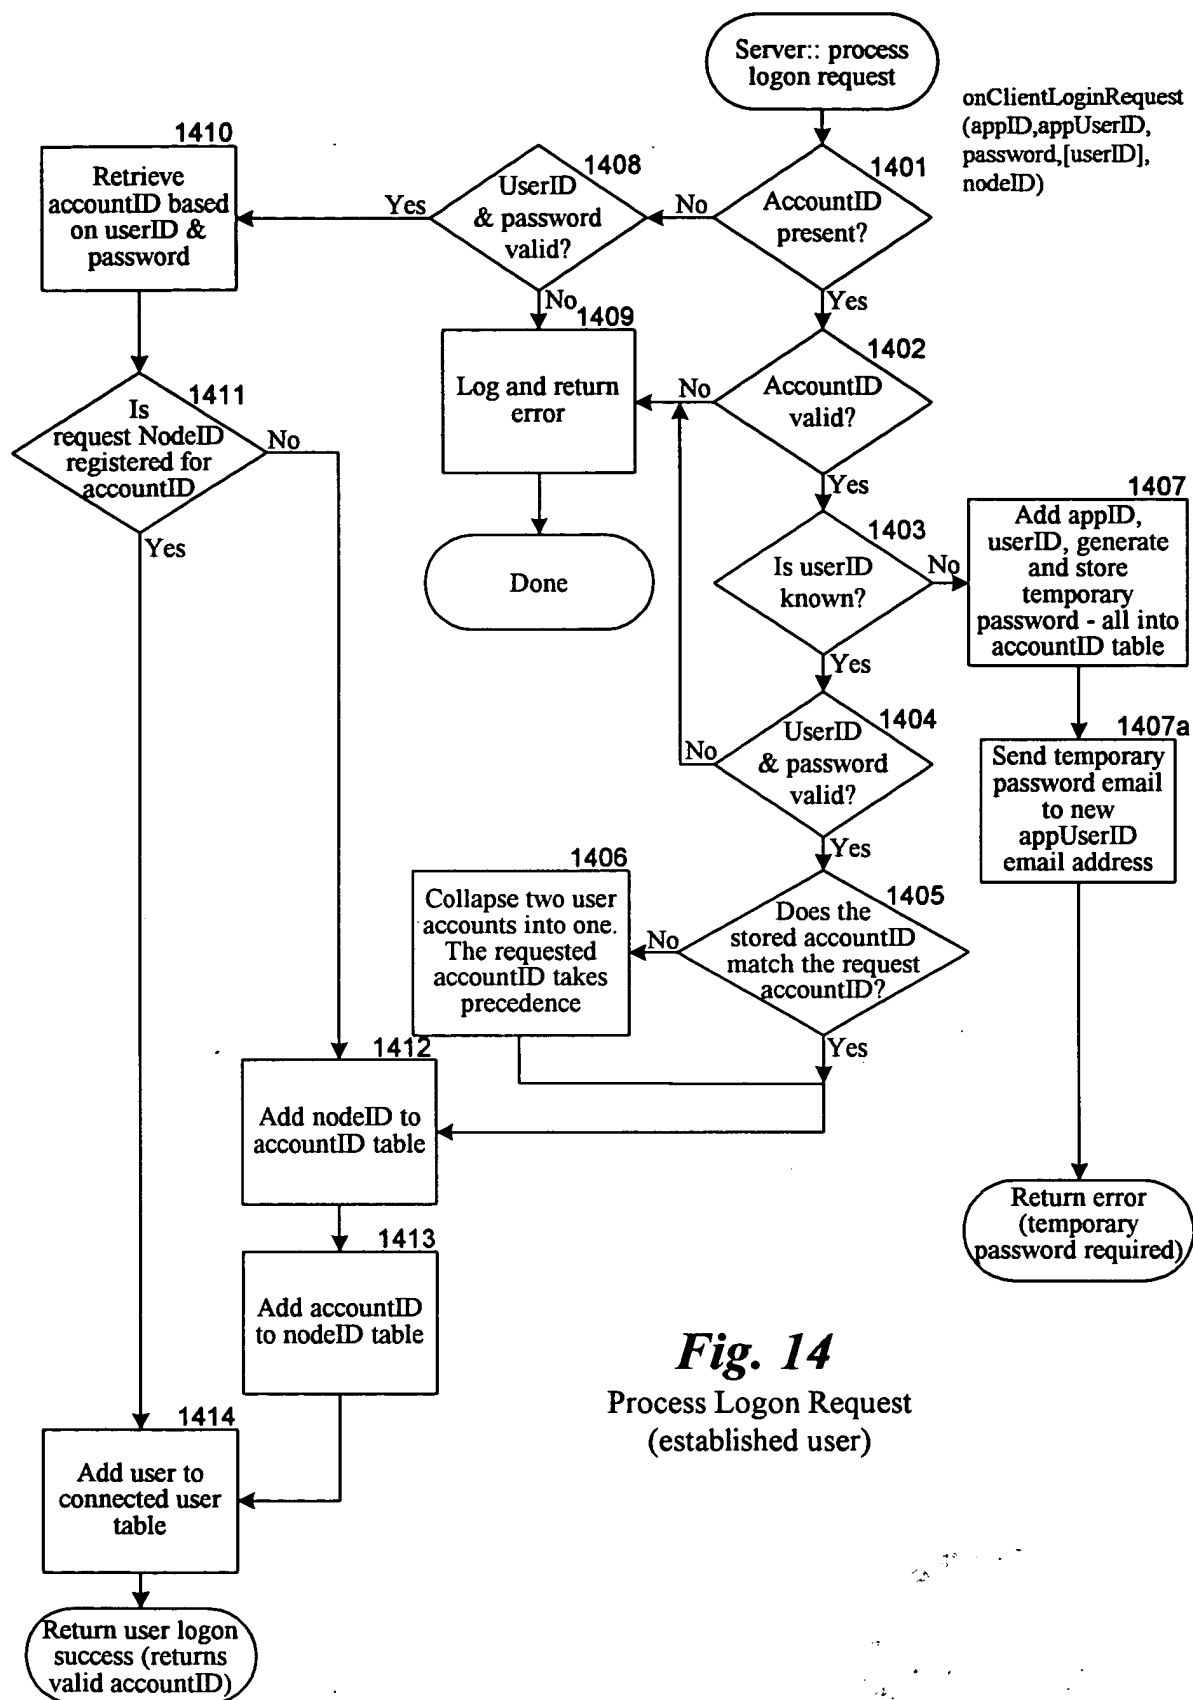 Server:: process
logon request
onClientLoginRequest
(appID,appUserID,
password,[userID],
nodeID)
1401
AccountID
present?
No
Yes
1408
UserID
& password
valid?
Yes
No
1410
Retrieve
accountID based
on userID &
password
1409
Log and return
error
Done
1402
AccountID
valid?
No
Yes
1411
Is
request NodeID
registered for
accountID
No
Yes
1403
Is userID
known?
No
Yes
1407
Add appID,
userID, generate
and store
temporary
password - all into
accountID table
1404
UserID
& password
valid?
No
Yes
1407a
Send temporary
password email
to new
appUserID
email address
1405
Does the
stored accountID
match the request
accountID?
No
Yes
1406
Collapse two user
accounts into one.
The requested
accountID takes
precedence
1412
Add nodeID to
accountID table
Return error
(temporary
password required)
1413
Add accountID
to nodeID table
1414
Add user to
connected user
table
Return user logon
success (returns
valid accountID)
Fig. 14
Process Logon Request
(established user)